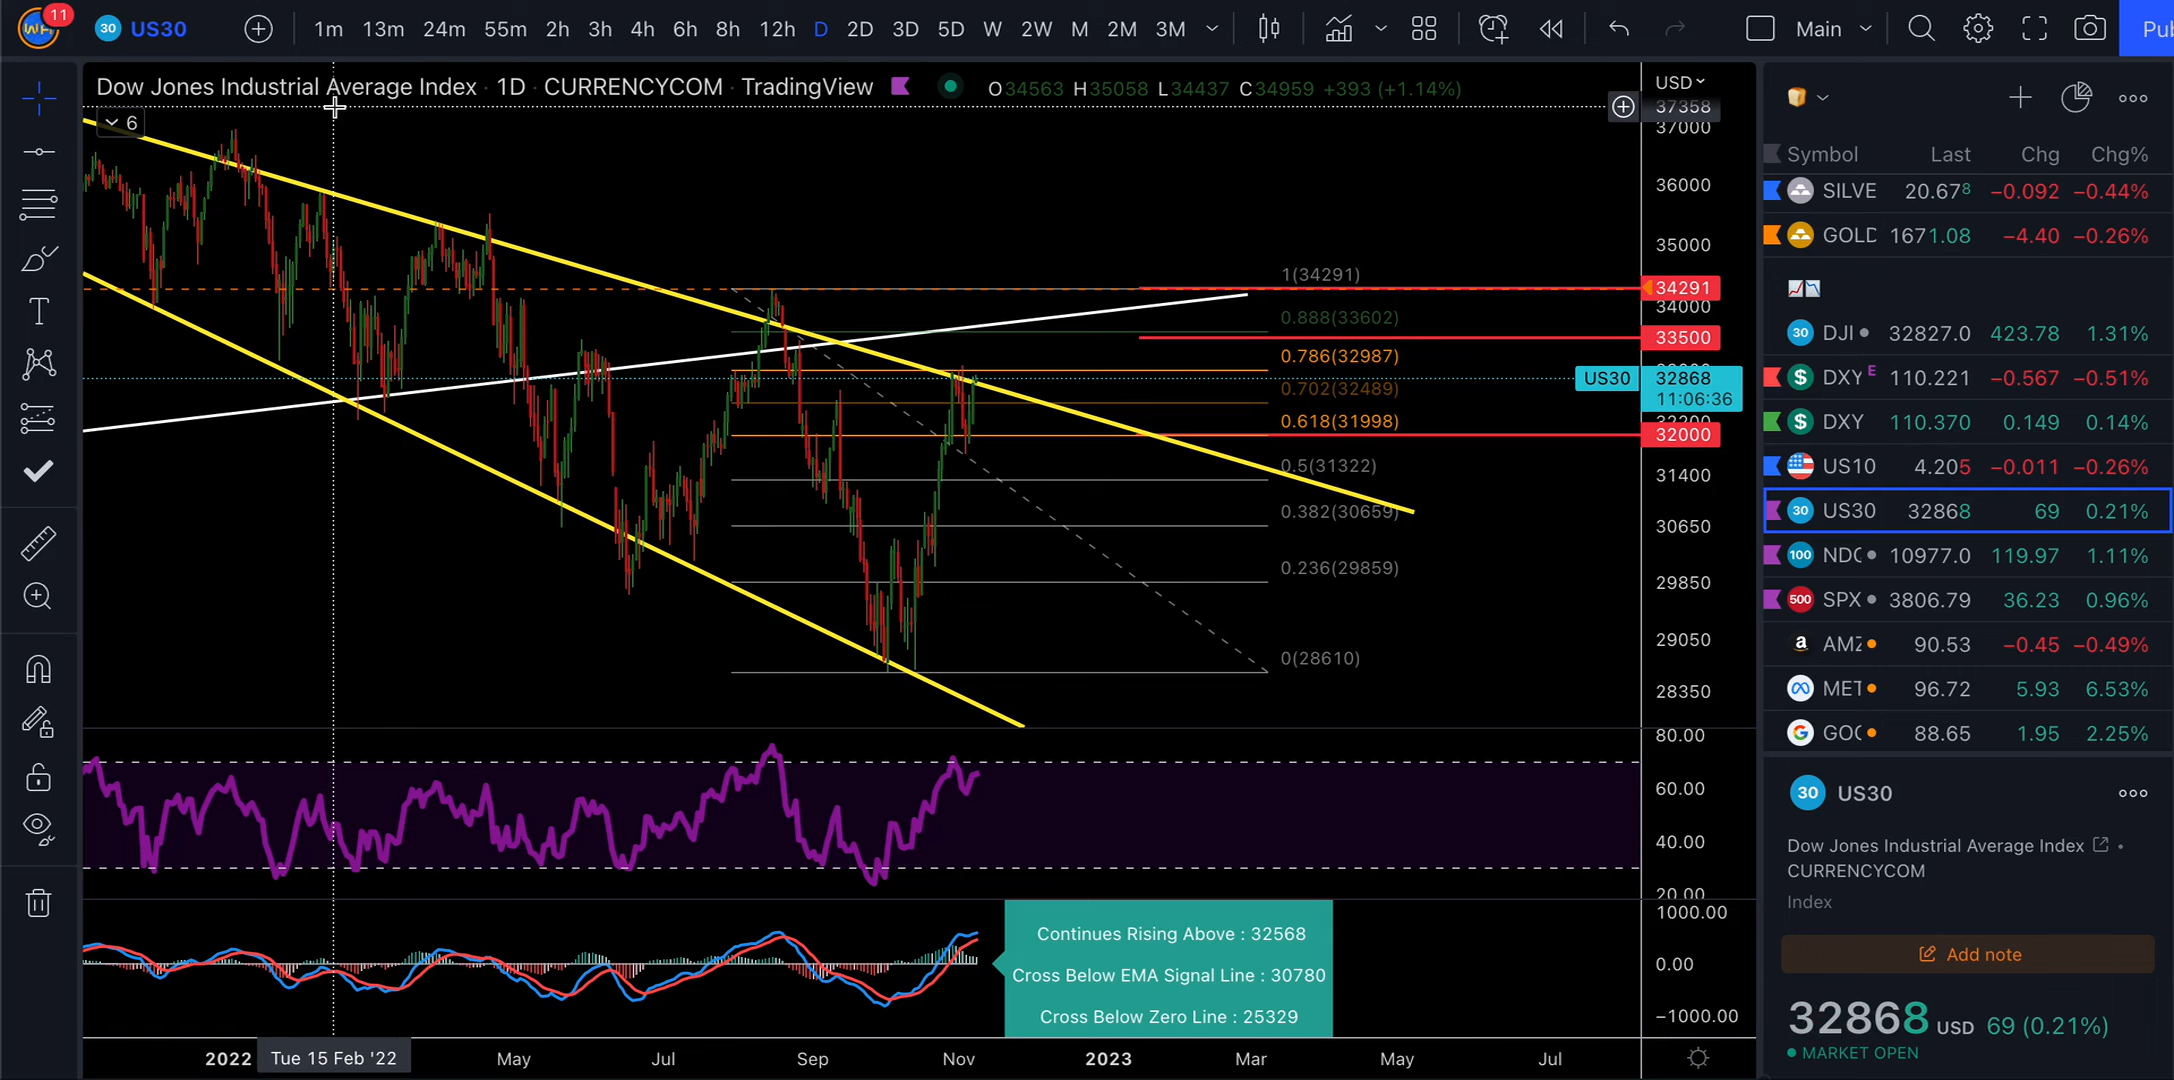 11
30 US30 1m 13m 24m 55m 2h 3h 4h 6h 8h 12h D 2D 3D 5D W 2W M 2M 3M Main Pub
Dow Jones Industrial Average Index · 1D · CURRENCYCOM · TradingView O34563 H35058 L34437 C34959 +393 (+1.14%)
6
USD
37358
37000
36000
35000
34291
34000
33500
US30 32868
11:06:36
32000
31400
30650
29850
29050
28350
1(34291)
0.888(33602)
0.786(32987)
0.702(32489)
0.618(31998)
0.5(31322)
0.382(30659)
0.236(29859)
0(28610)
80.00
60.00
40.00
20.00
1000.00
0.00
−1000.00
Continues Rising Above : 32568
Cross Below EMA Signal Line : 30780
Cross Below Zero Line : 25329
2022 Tue 15 Feb '22 May Jul Sep Nov 2023 Mar May Jul
Symbol Last Chg Chg%
SILVE 20.678 −0.092 −0.44%
GOLD 1671.08 −4.40 −0.26%
30 DJI 32827.0 423.78 1.31%
$ DXY E 110.221 −0.567 −0.51%
$ DXY 110.370 0.149 0.14%
US10 4.205 −0.011 −0.26%
30 US30 32868 69 0.21%
100 NDC 10977.0 119.97 1.11%
500 SPX 3806.79 36.23 0.96%
a AMZ 90.53 −0.45 −0.49%
MET 96.72 5.93 6.53%
G GOO 88.65 1.95 2.25%
30 US30
Dow Jones Industrial Average Index
CURRENCYCOM
Index
Add note
32868 USD 69 (0.21%)
MARKET OPEN